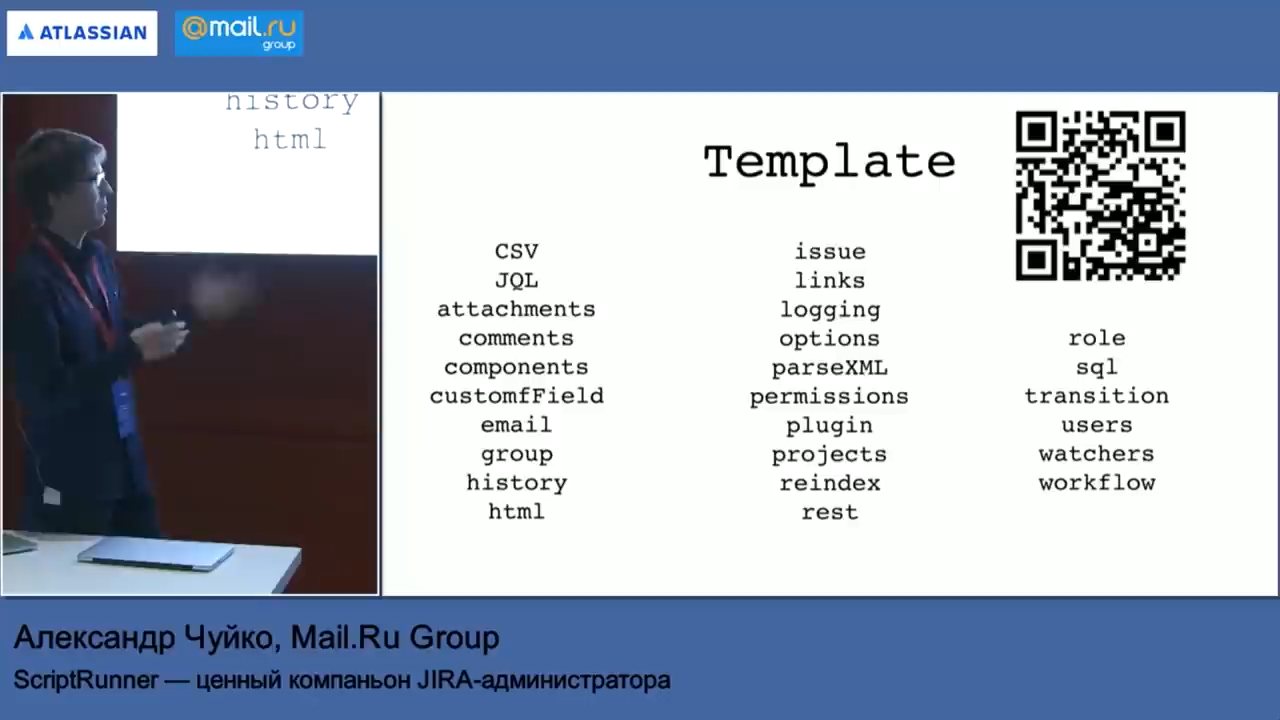 ATLASSIAN
@mail.ru
group
history
html
Template
CSV
JQL
attachments
comments
components
customfField
email
group
history
html
issue
links
logging
options
parseXML
permissions
plugin
projects
reindex
rest
role
sql
transition
users
watchers
workflow
Александр Чуйко, Mail.Ru Group
ScriptRunner — ценный компаньон JIRA-администратора